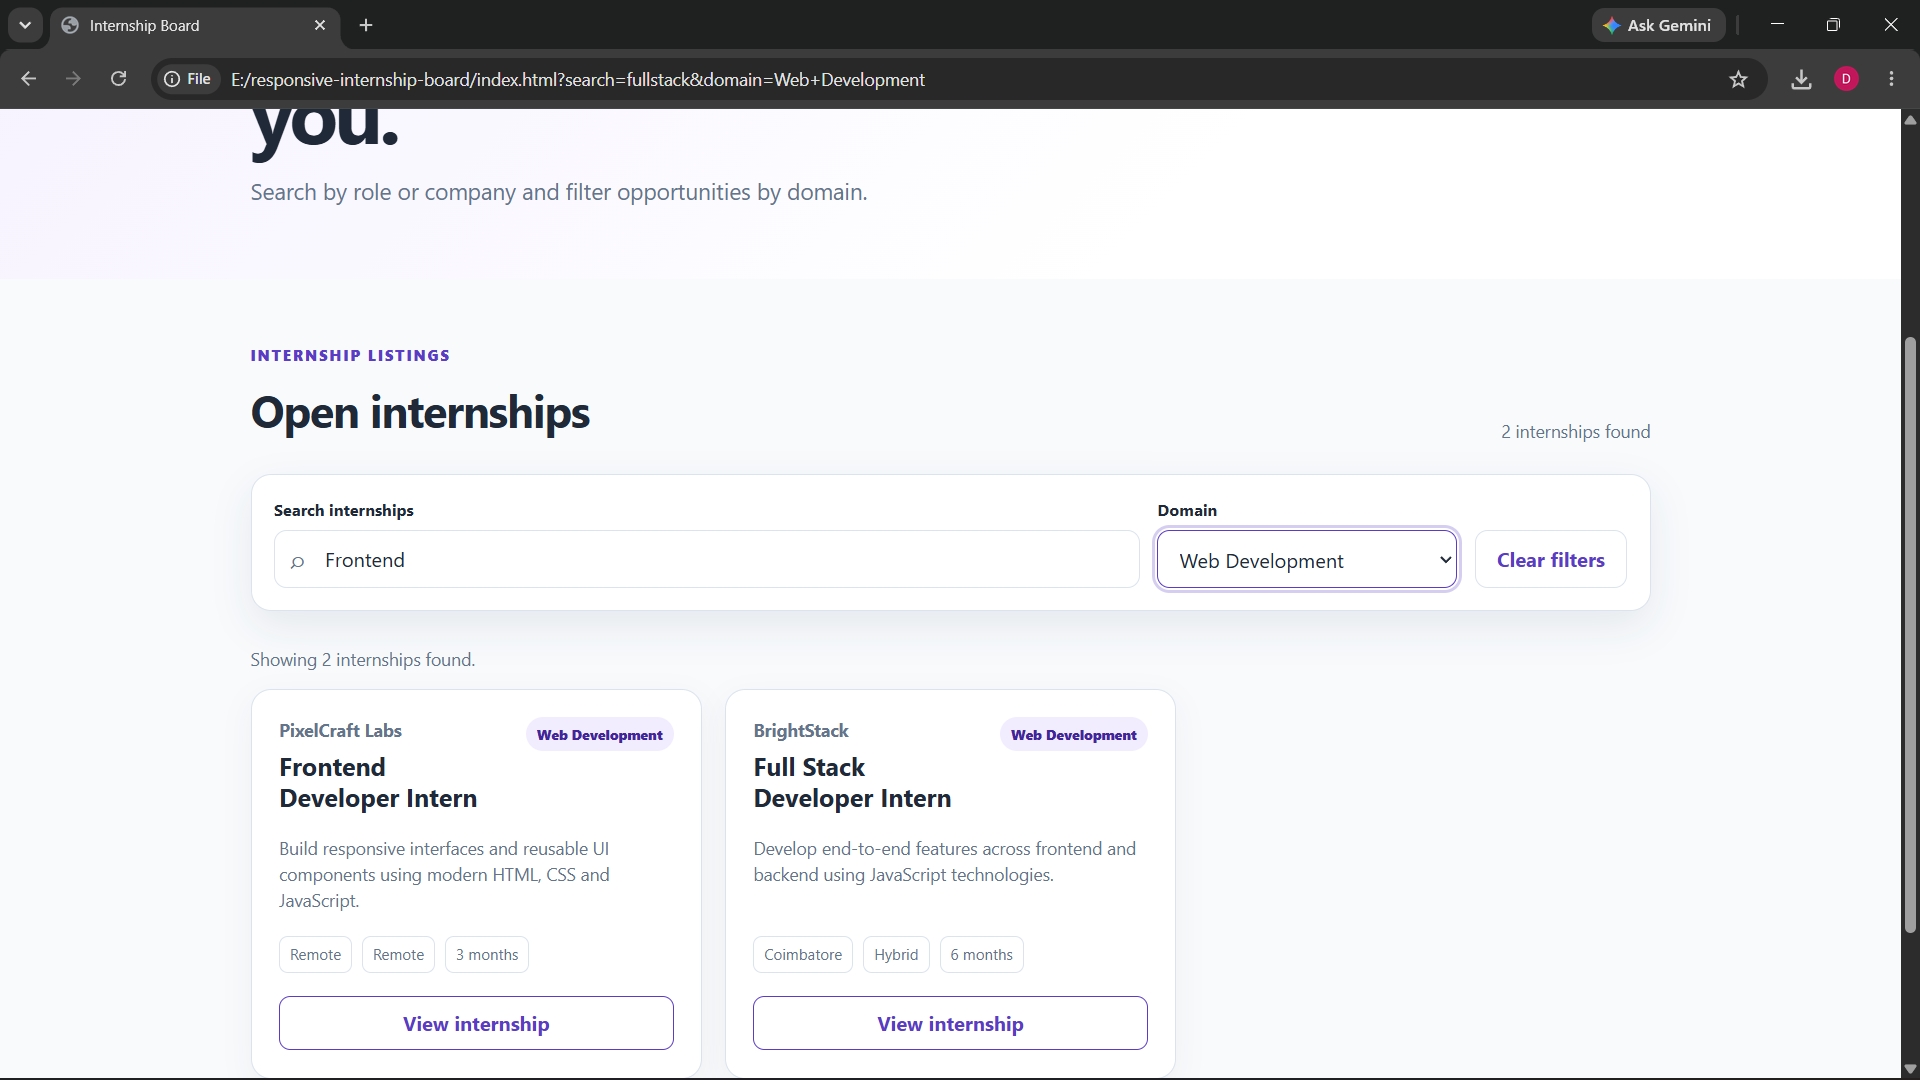 Internship Board
Ask Gemini
File
E:/responsive-internship-board/index.html?search=fullstack&domain=Web+Development
D
you.
Search by role or company and filter opportunities by domain.
INTERNSHIP LISTINGS
Open internships
2 internships found
Search internships
Domain
Frontend
Web Development
Clear filters
Showing 2 internships found.
PixelCraft Labs
Web Development
Frontend
Developer Intern
Build responsive interfaces and reusable UI
components using modern HTML, CSS and
JavaScript.
Remote
Remote
3 months
View internship
BrightStack
Web Development
Full Stack
Developer Intern
Develop end-to-end features across frontend and
backend using JavaScript technologies.
Coimbatore
Hybrid
6 months
View internship